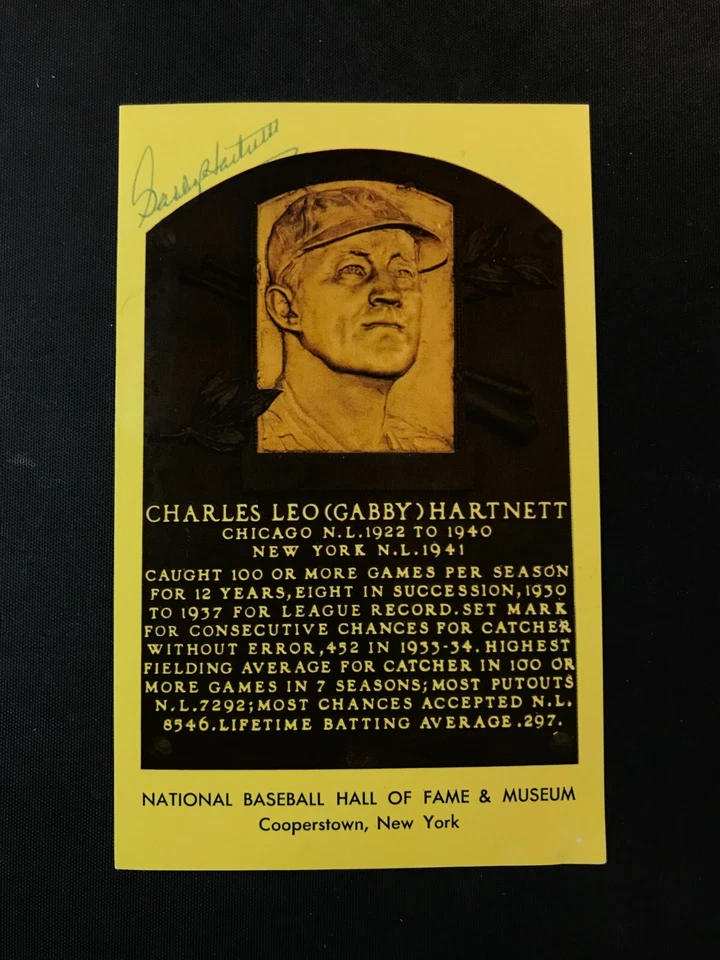 Gabby Hartnett
CHARLES LEO (GABBY) HARTNETT
CHICAGO N.L. 1922 TO 1940
NEW YORK N.L. 1941
CAUGHT 100 OR MORE GAMES PER SEASON
FOR 12 YEARS, EIGHT IN SUCCESSION, 1930
TO 1937 FOR LEAGUE RECORD. SET MARK
FOR CONSECUTIVE CHANCES FOR CATCHER
WITHOUT ERROR, 452 IN 1933-34. HIGHEST
FIELDING AVERAGE FOR CATCHER IN 100 OR
MORE GAMES IN 7 SEASONS; MOST PUTOUTS
N.L. 7292; MOST CHANCES ACCEPTED N.L.
8546. LIFETIME BATTING AVERAGE .297.
NATIONAL BASEBALL HALL OF FAME & MUSEUM
Cooperstown, New York